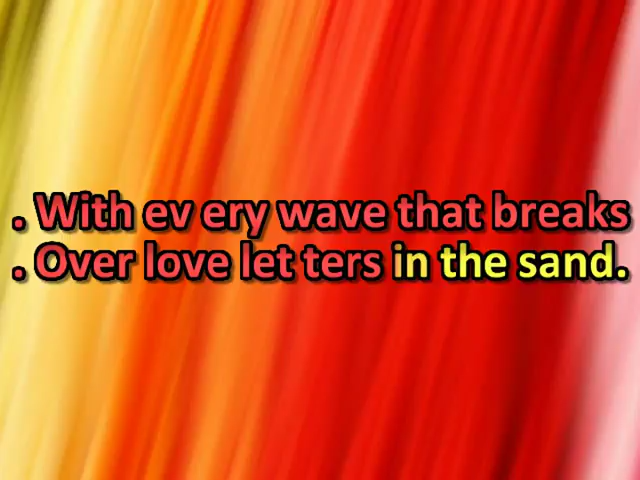 . With ev ery wave that breaks
. Over love let ters in the sand.